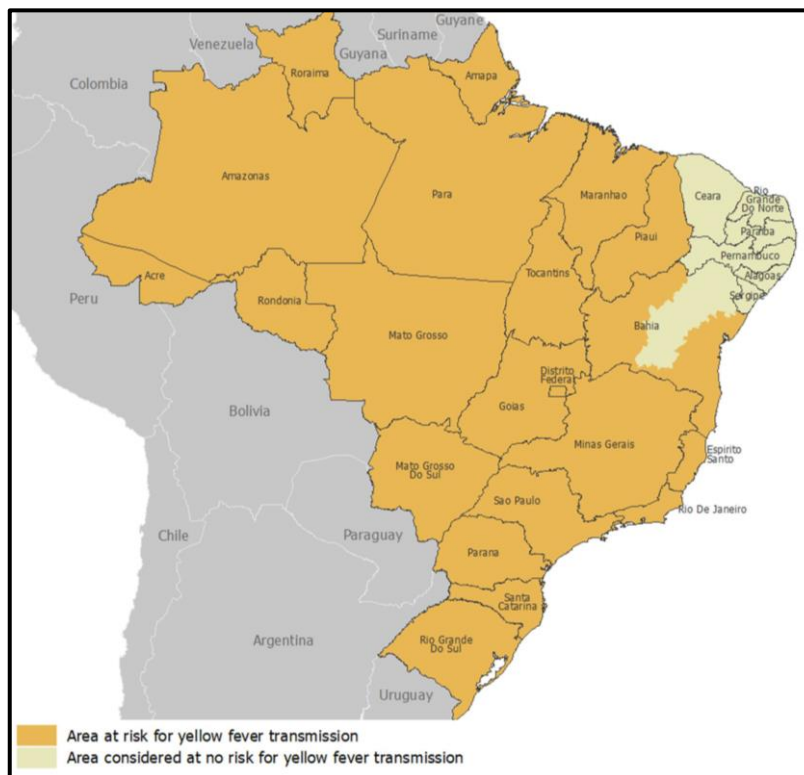 Guyane
Suriname
Venezuela
Guyana
Colombia
Roraima
Amapa
Amazonas
Para
Maranhao
Ceara
Rio
Grande
Do Norte
Paraiba
Piaui
Pernambuco
Alagoas
Sergipe
Acre
Tocantins
Peru
Rondonia
Bahia
Mato Grosso
Distrito
Federal
Bolivia
Goias
Minas Gerais
Espirito
Santo
Mato Grosso
Do Sul
Sao Paulo
Rio De Janeiro
Chile
Paraguay
Parana
Santa
Catarina
Argentina
Rio Grande
Do Sul
Uruguay
Area at risk for yellow fever transmission
Area considered at no risk for yellow fever transmission